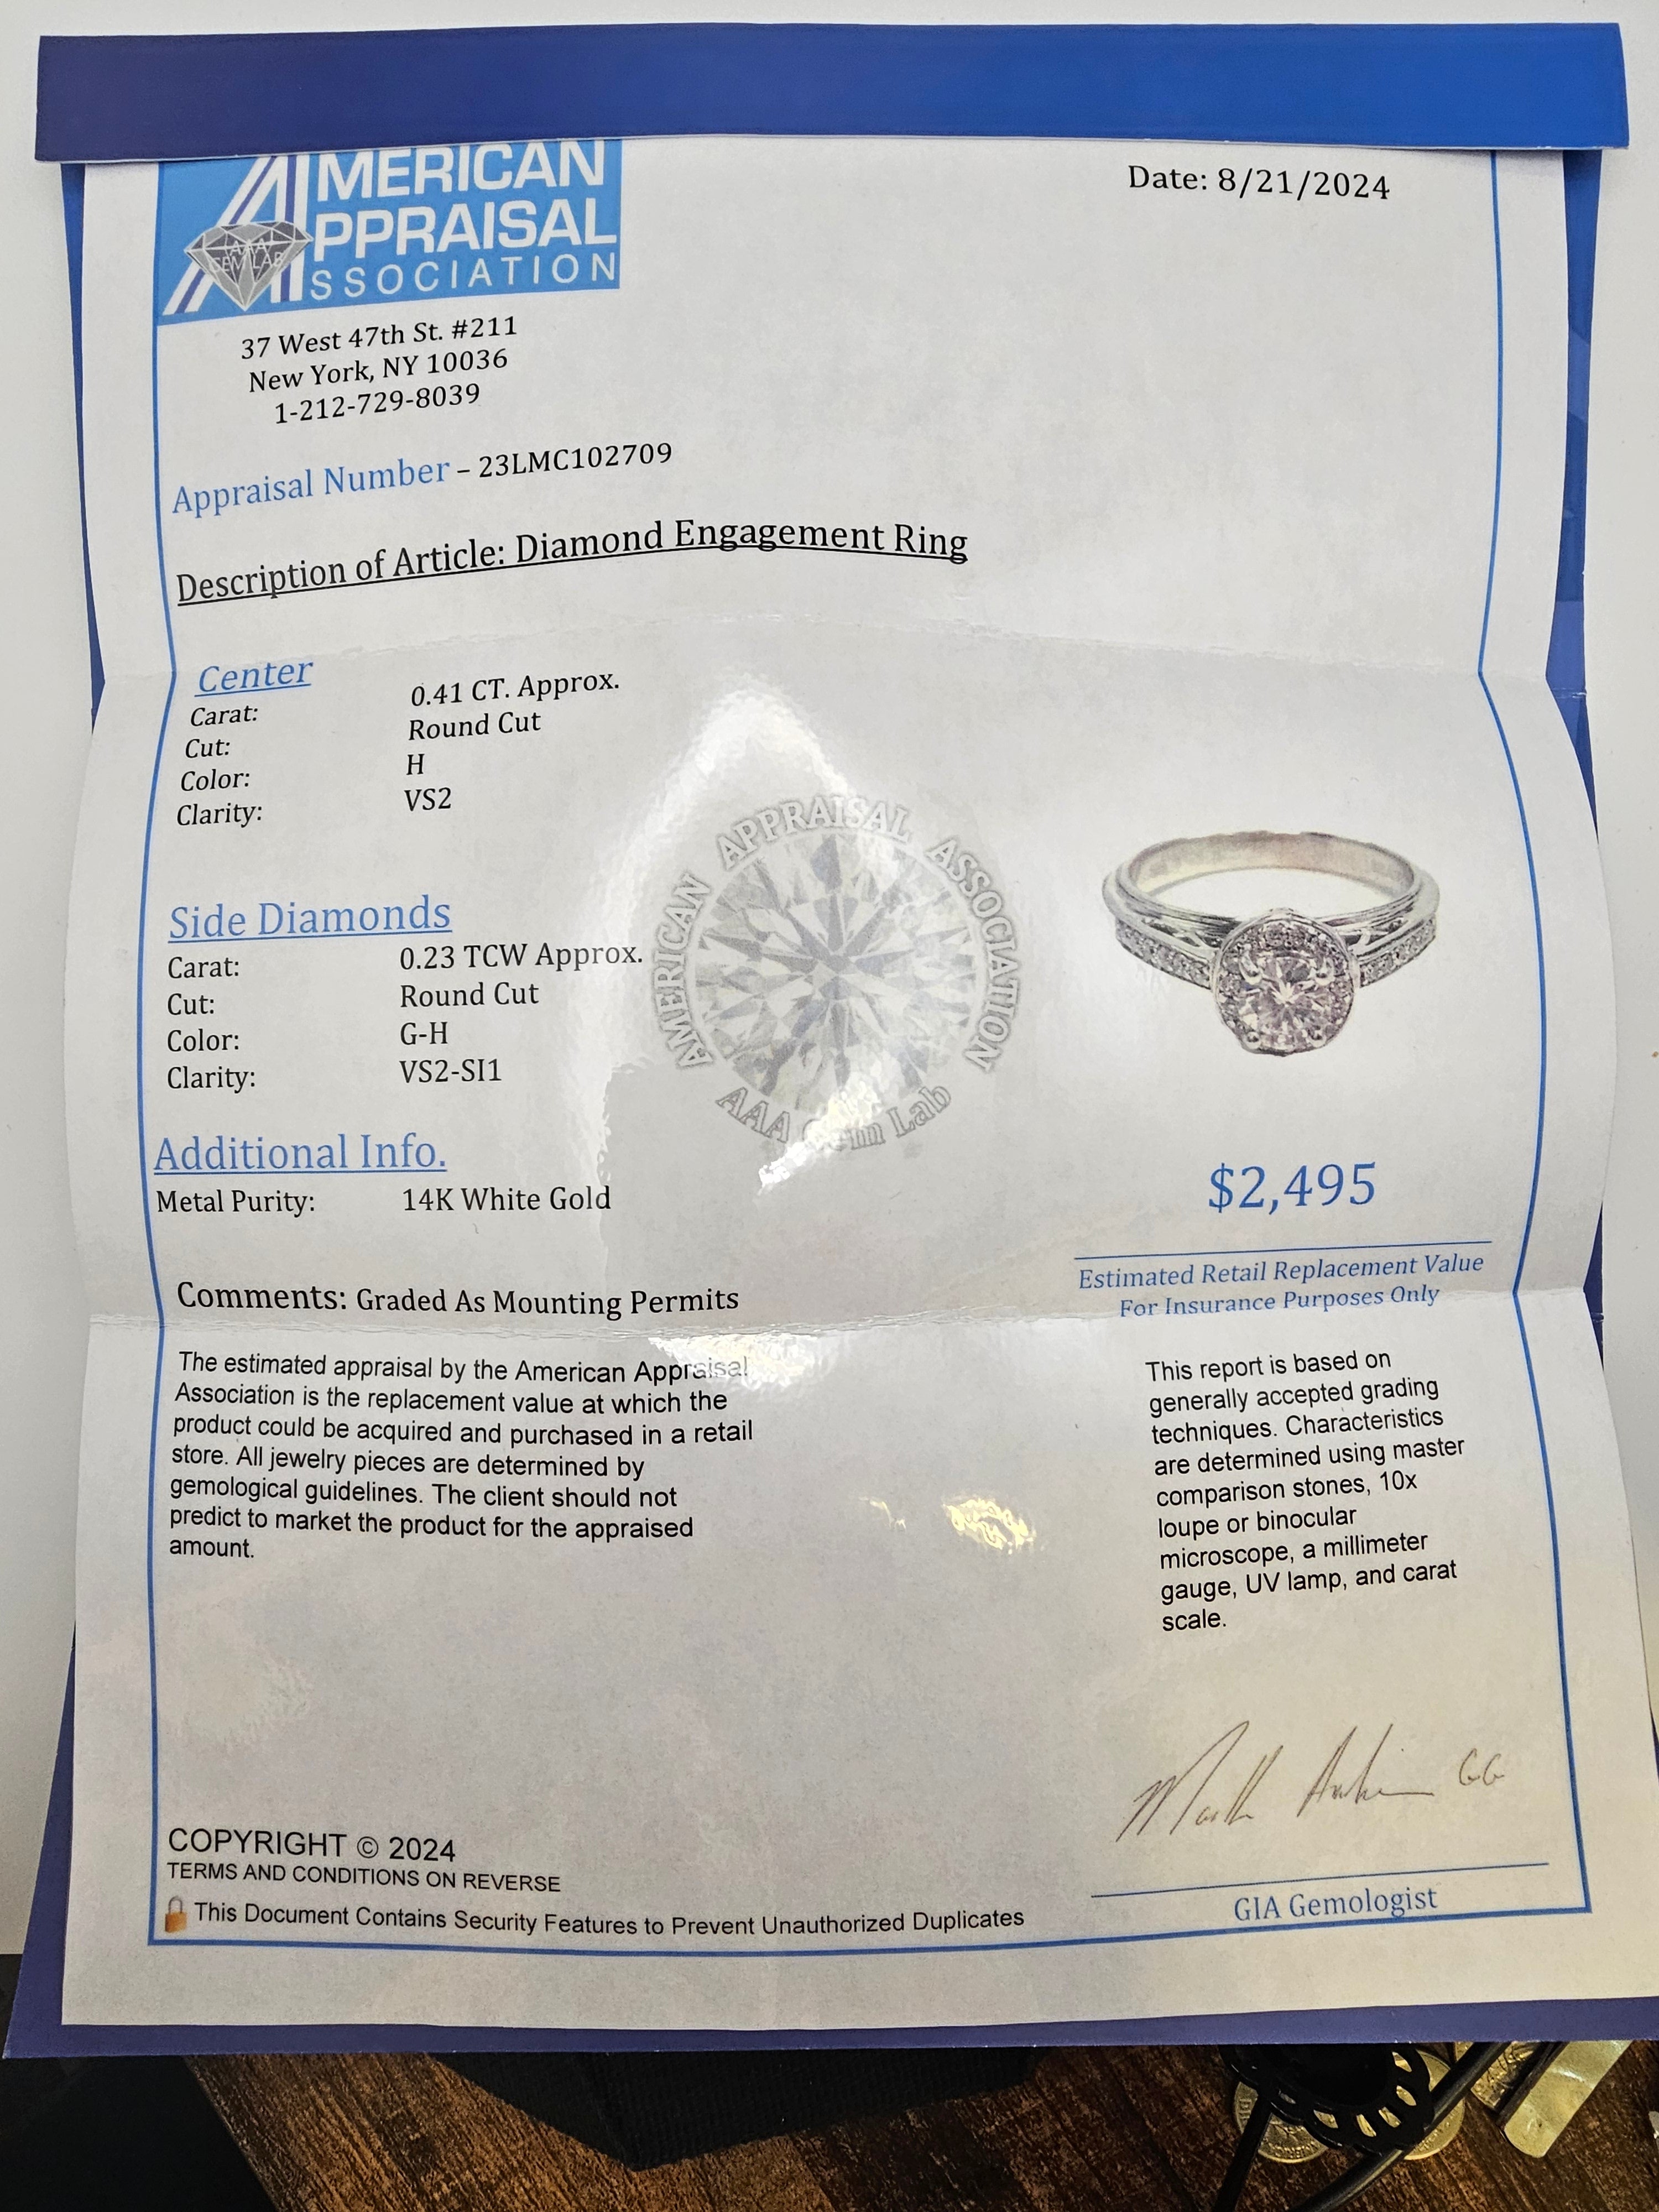 AMERICAN
APPRAISAL
ASSOCIATION
AAA
GEM LAB
Date: 8/21/2024
37 West 47th St. #211
New York, NY 10036
1-212-729-8039
Appraisal Number – 23LMC102709
Description of Article: Diamond Engagement Ring
Center
Carat: 0.41 CT. Approx.
Cut: Round Cut
Color: H
Clarity: VS2
Side Diamonds
Carat: 0.23 TCW Approx.
Cut: Round Cut
Color: G-H
Clarity: VS2-SI1
AMERICAN APPRAISAL ASSOCIATION
AAA Gem Lab
Additional Info.
Metal Purity: 14K White Gold
$2,495
Estimated Retail Replacement Value
For Insurance Purposes Only
Comments: Graded As Mounting Permits
The estimated appraisal by the American Appraisal
Association is the replacement value at which the
product could be acquired and purchased in a retail
store. All jewelry pieces are determined by
gemological guidelines. The client should not
predict to market the product for the appraised
amount.
This report is based on
generally accepted grading
techniques. Characteristics
are determined using master
comparison stones, 10x
loupe or binocular
microscope, a millimeter
gauge, UV lamp, and carat
scale.
GG
GIA Gemologist
COPYRIGHT © 2024
TERMS AND CONDITIONS ON REVERSE
This Document Contains Security Features to Prevent Unauthorized Duplicates